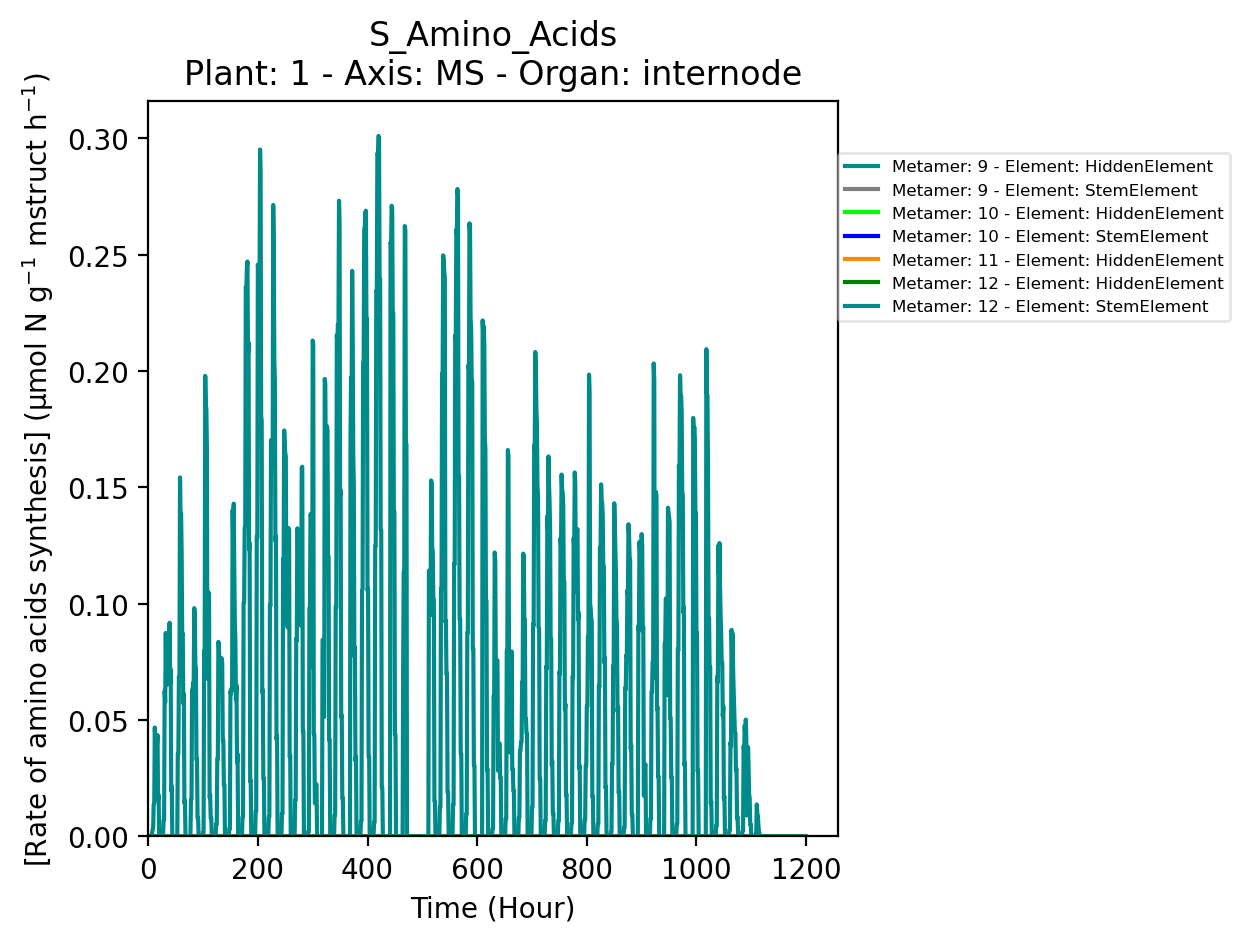 S_Amino_Acids
Plant: 1 - Axis: MS - Organ: internode
[Rate of amino acids synthesis] (µmol N g⁻¹ mstruct h⁻¹)
0.30
0.25
0.20
0.15
0.10
0.05
0.00
0 200 400 600 800 1000 1200
Time (Hour)
Metamer: 9 - Element: HiddenElement
Metamer: 9 - Element: StemElement
Metamer: 10 - Element: HiddenElement
Metamer: 10 - Element: StemElement
Metamer: 11 - Element: HiddenElement
Metamer: 12 - Element: HiddenElement
Metamer: 12 - Element: StemElement